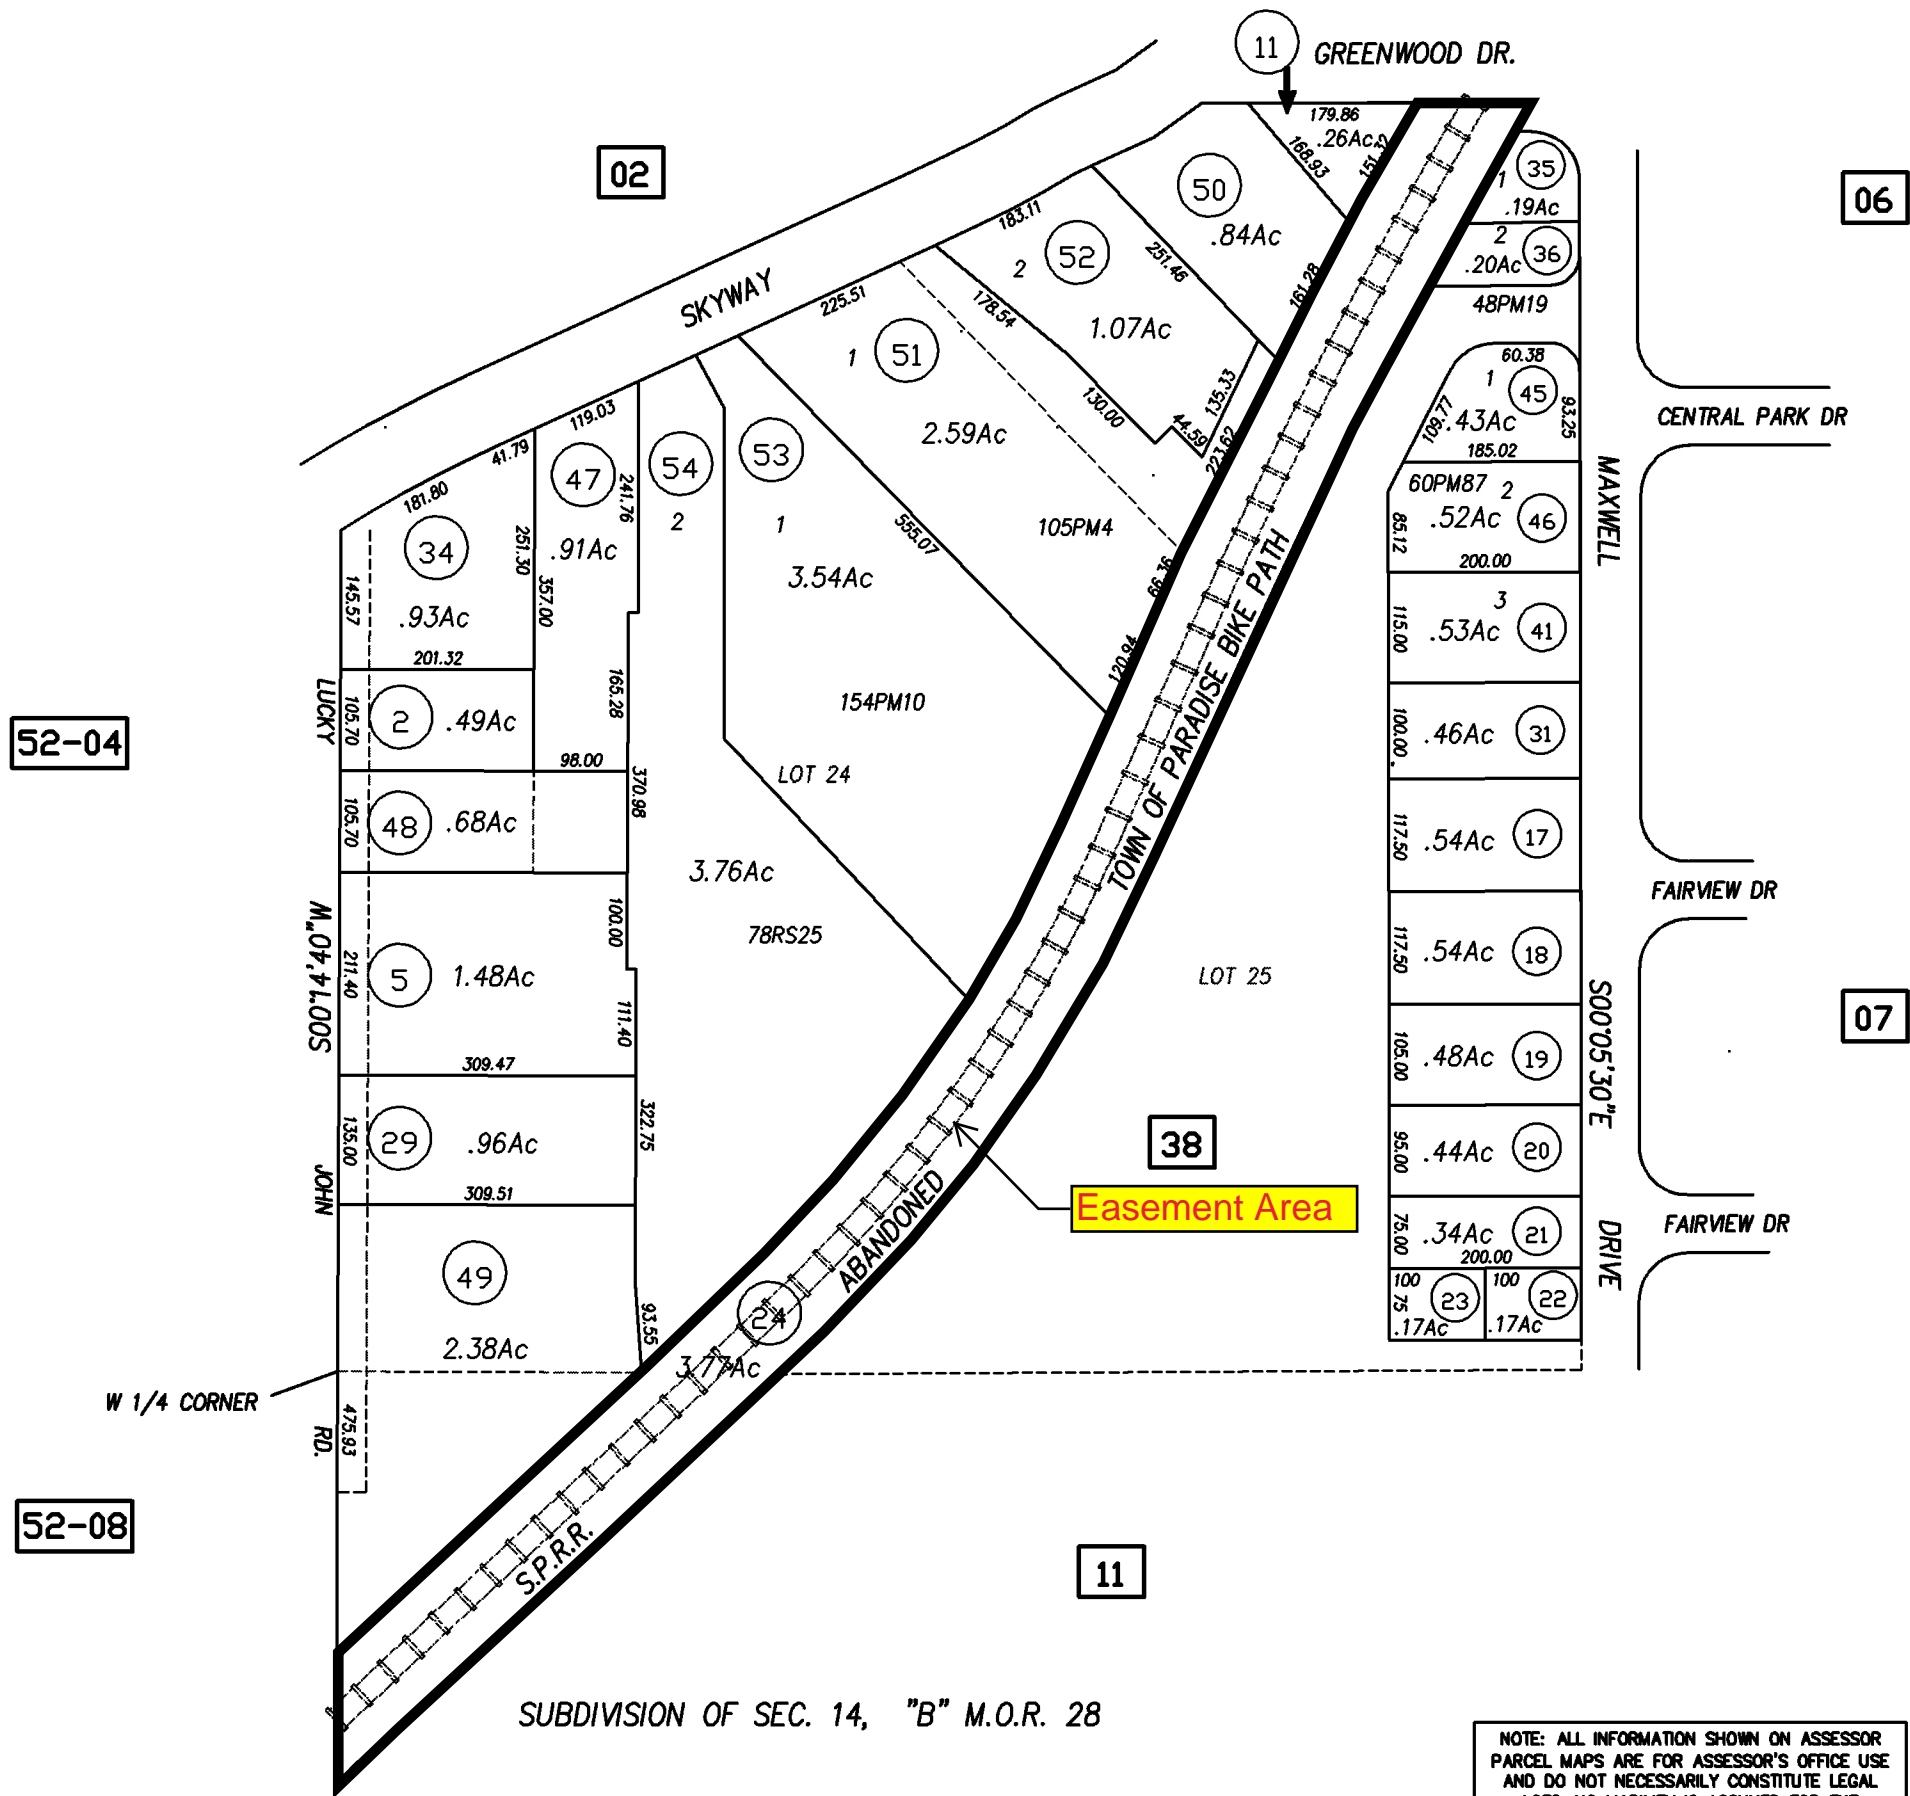 11 GREENWOOD DR.
179.86
.26Ac
168.93
151.32
02
06
50
.84Ac
35
1
.19Ac
2
36
.20Ac
48PM19
183.11
52
2
251.46
161.28
1.07Ac
178.54
SKYWAY
225.51
51
1
2.59Ac
130.00
135.33
44.59
223.62
60.38
1
45
.43Ac
109.77
93.25
185.02
CENTRAL PARK DR
MAXWELL
60PM87 2
.52Ac
46
85.12
200.00
119.03
41.79
181.80
47
54
53
241.76
2
1
34
251.30
.91Ac
555.07
105PM4
3.54Ac
66.36
145.57
357.00
.93Ac
201.32
120.94
TOWN OF PARADISE BIKE PATH
3
.53Ac
41
115.00
LUCKY
105.70
2
.49Ac
165.28
154PM10
52-04
98.00
370.98
LOT 24
100.00
.46Ac
31
105.70
48
.68Ac
117.50
.54Ac
17
3.76Ac
FAIRVIEW DR
S00°14'40"W
211.40
5
1.48Ac
100.00
111.40
78RS25
LOT 25
117.50
.54Ac
18
S00°05'30"E
07
309.47
105.00
.48Ac
19
135.00
29
.96Ac
322.75
38
95.00
.44Ac
20
JOHN
309.51
Easement Area
ABANDONED
75.00
.34Ac
21
200.00
DRIVE
FAIRVIEW DR
49
2.38Ac
93.55
24
3.77Ac
100
75
23
.17Ac
100
22
.17Ac
W 1/4 CORNER
475.93
RD.
52-08
S.P.R.R.
11
SUBDIVISION OF SEC. 14, "B" M.O.R. 28
NOTE: ALL INFORMATION SHOWN ON ASSESSOR
PARCEL MAPS ARE FOR ASSESSOR'S OFFICE USE
AND DO NOT NECESSARILY CONSTITUTE LEGAL